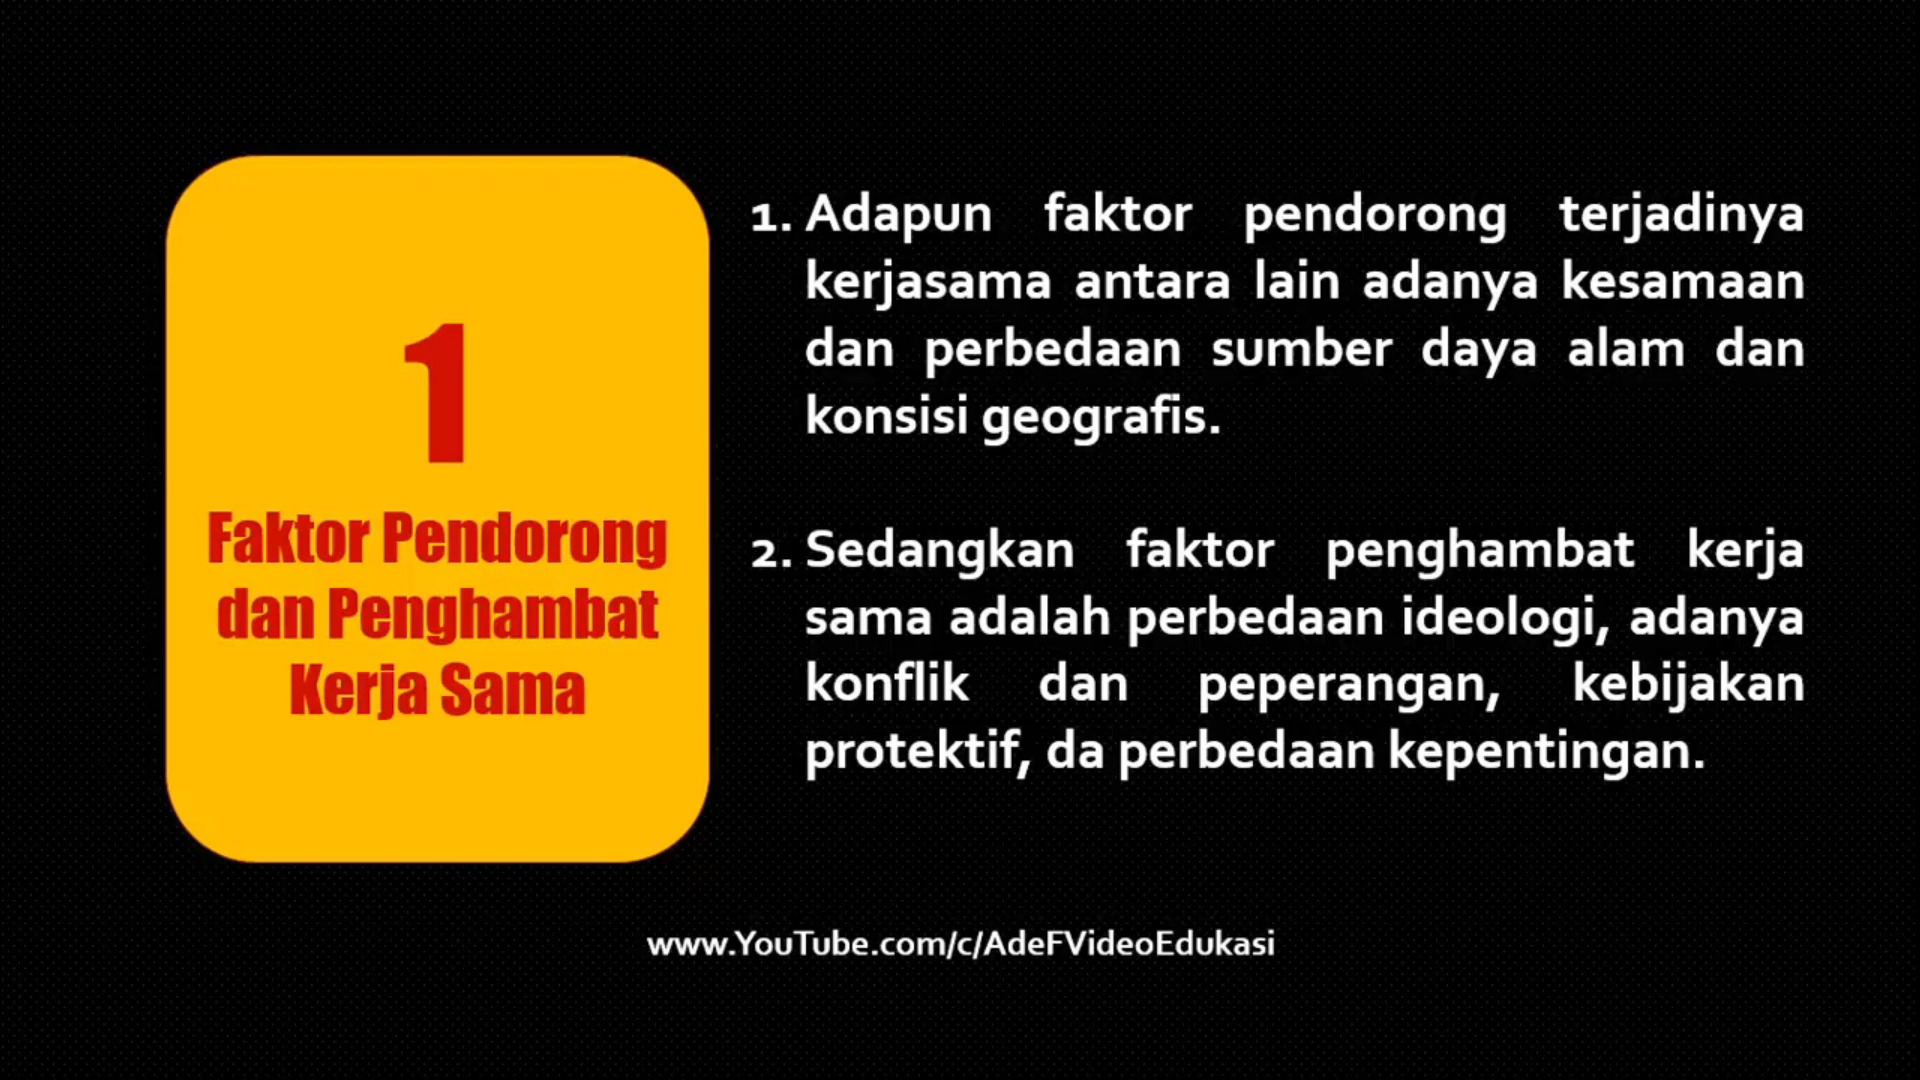 1
Faktor Pendorong
dan Penghambat
Kerja Sama
1. Adapun faktor pendorong terjadinya
kerjasama antara lain adanya kesamaan
dan perbedaan sumber daya alam dan
konsisi geografis.
2. Sedangkan faktor penghambat kerja
sama adalah perbedaan ideologi, adanya
konflik dan peperangan, kebijakan
protektif, da perbedaan kepentingan.
www.YouTube.com/c/AdeFVideoEdukasi